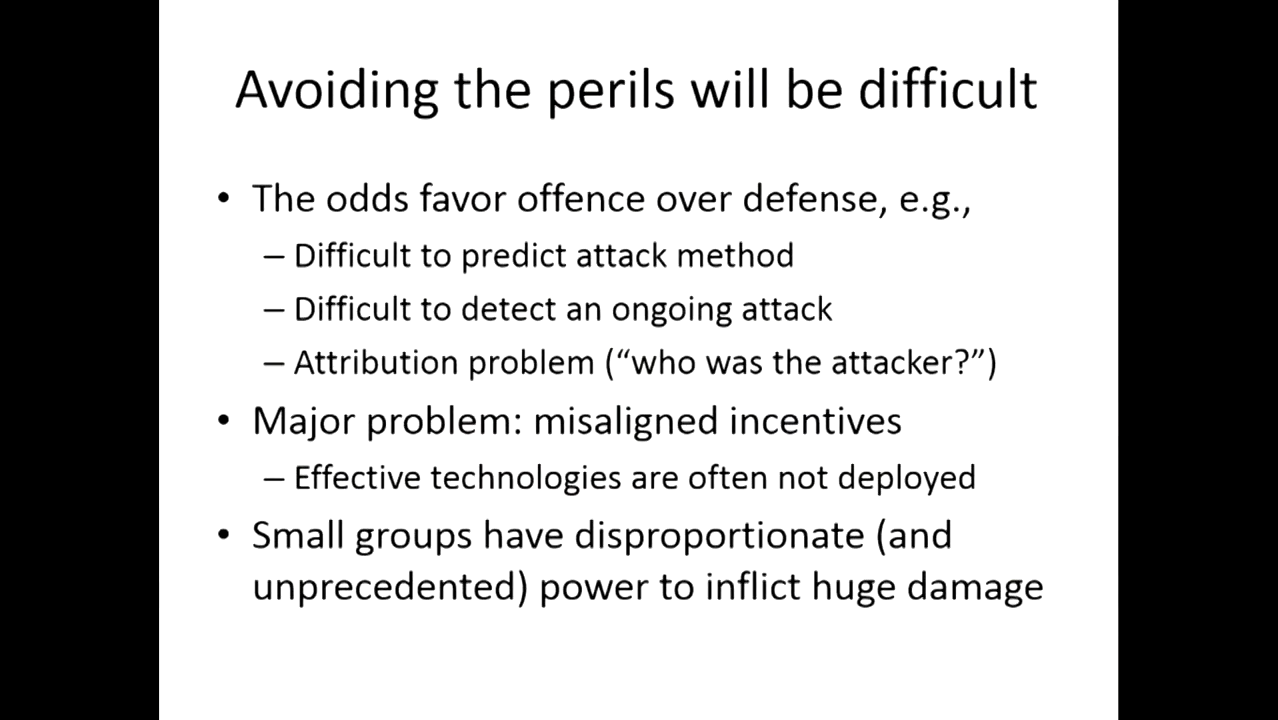 Avoiding the perils will be difficult
• The odds favor offence over defense, e.g.,
– Difficult to predict attack method
– Difficult to detect an ongoing attack
– Attribution problem (“who was the attacker?”)
• Major problem: misaligned incentives
– Effective technologies are often not deployed
• Small groups have disproportionate (and
unprecedented) power to inflict huge damage